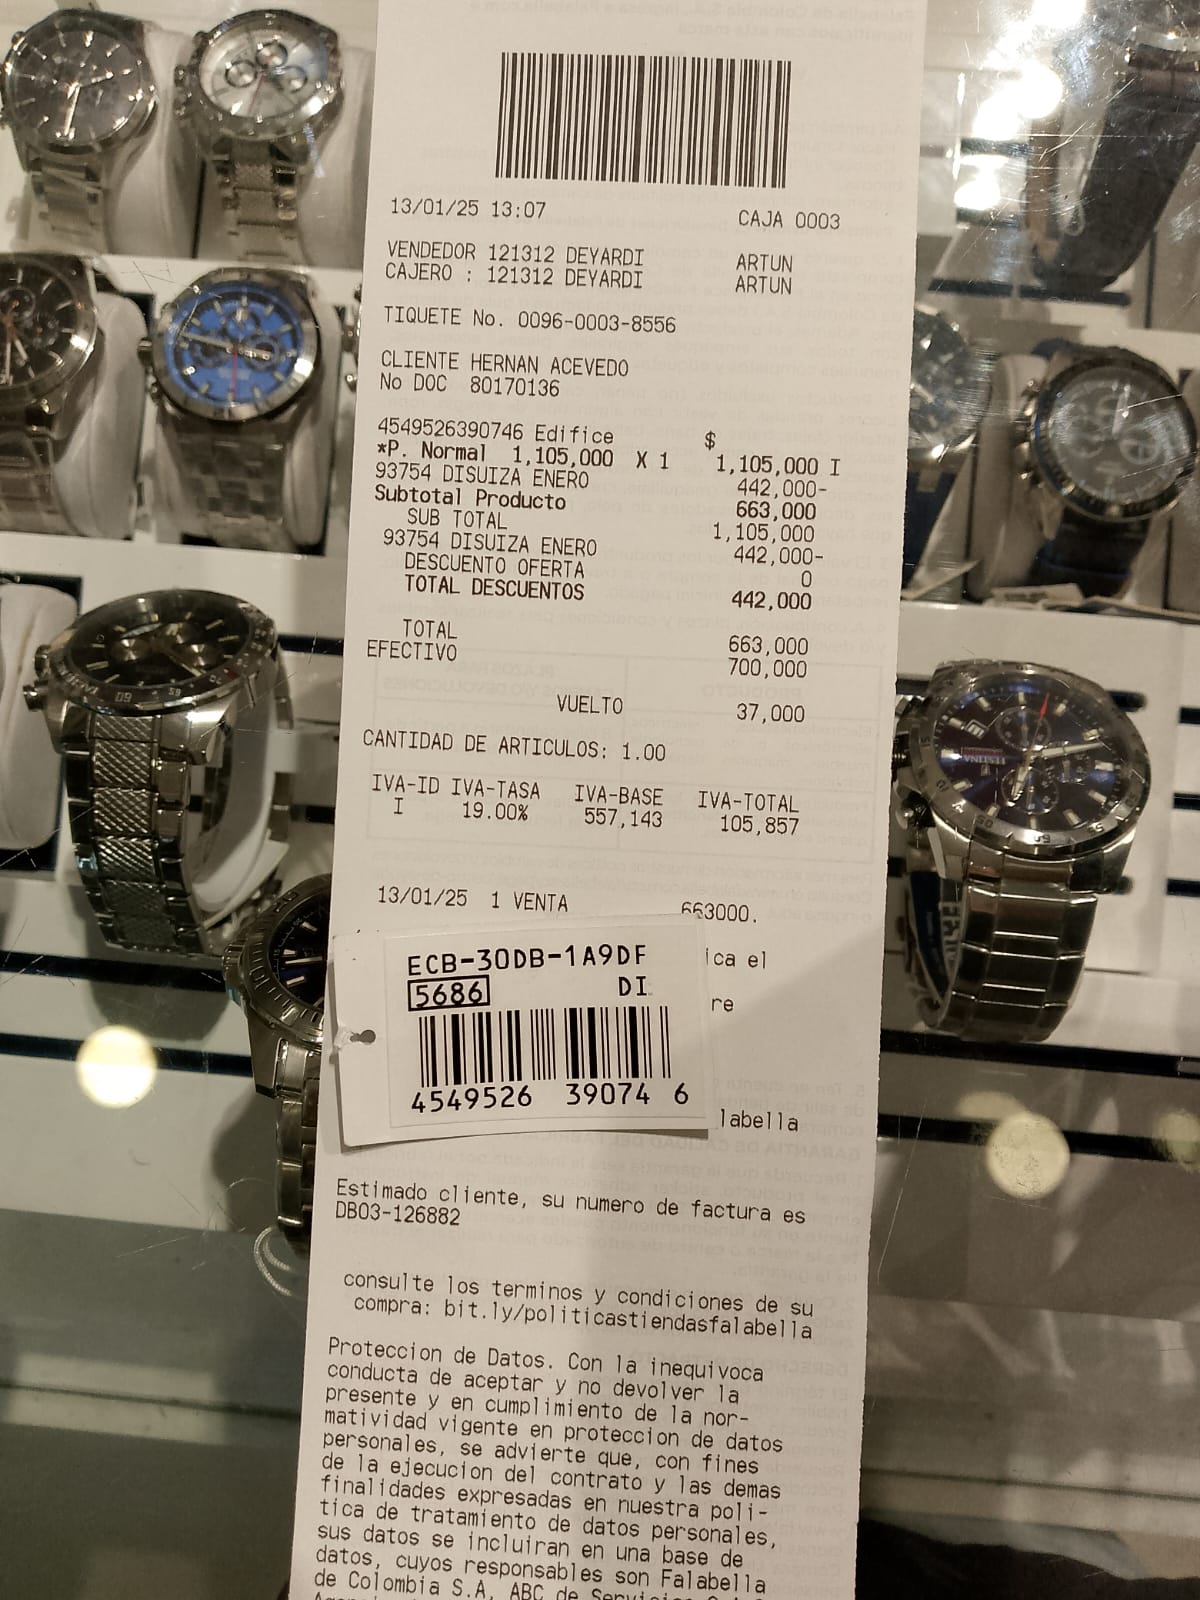 13/01/25 13:07 CAJA 0003
VENDEDOR 121312 DEYARDI ARTUN
CAJERO : 121312 DEYARDI ARTUN
TIQUETE No. 0096-0003-8556
CLIENTE HERNAN ACEVEDO
No DOC 80170136
4549526390746 Edifice $
*P. Normal 1,105,000 X 1 1,105,000 I
93754 DISUIZA ENERO 442,000-
Subtotal Producto 663,000
SUB TOTAL 1,105,000
93754 DISUIZA ENERO 442,000-
DESCUENTO OFERTA 0
TOTAL DESCUENTOS 442,000
TOTAL 663,000
EFECTIVO 700,000
VUELTO 37,000
CANTIDAD DE ARTICULOS: 1.00
IVA-ID IVA-TASA IVA-BASE IVA-TOTAL
I 19.00% 557,143 105,857
13/01/25 1 VENTA 663000.
ica el
re
labella
ECB-30DB-1A9DF
5686 DI
4549526 39074 6
Estimado cliente, su numero de factura es
DB03-126882
consulte los terminos y condiciones de su
compra: bit.ly/politicastiendasfalabella
Proteccion de Datos. Con la inequivoca
conducta de aceptar y no devolver la
presente y en cumplimiento de la nor-
matividad vigente en proteccion de datos
personales, se advierte que, con fines
de la ejecucion del contrato y las demas
finalidades expresadas en nuestra poli-
tica de tratamiento de datos personales,
sus datos se incluiran en una base de
datos, cuyos responsables son Falabella
de Colombia S.A, ABC de
FESTINA